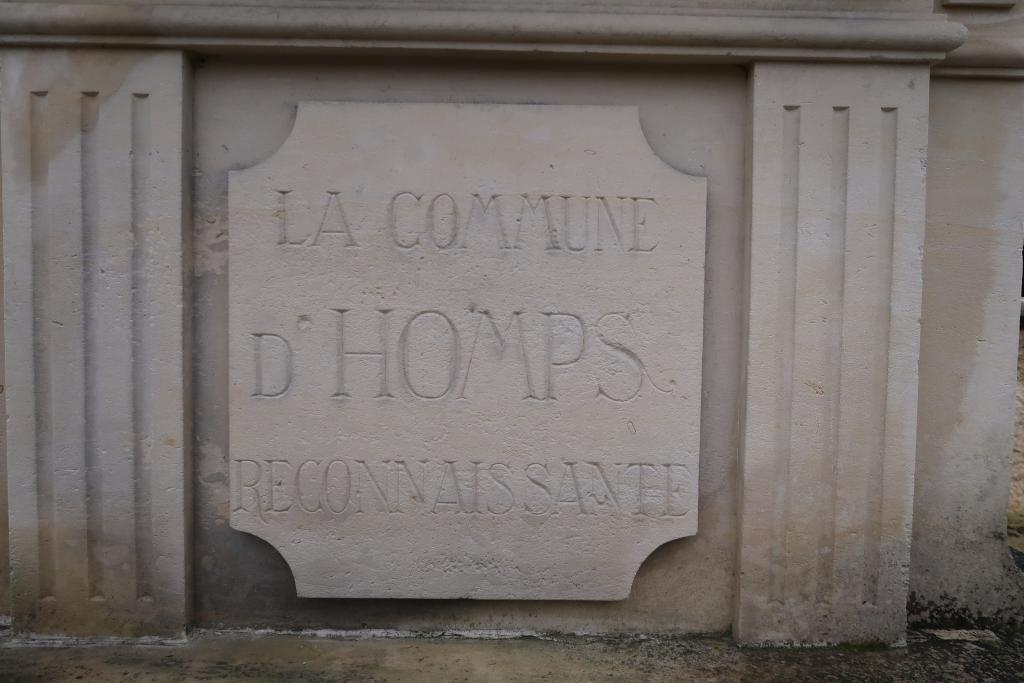 LA COMMUNE
D'HOMPS
RECONNAISSANTE